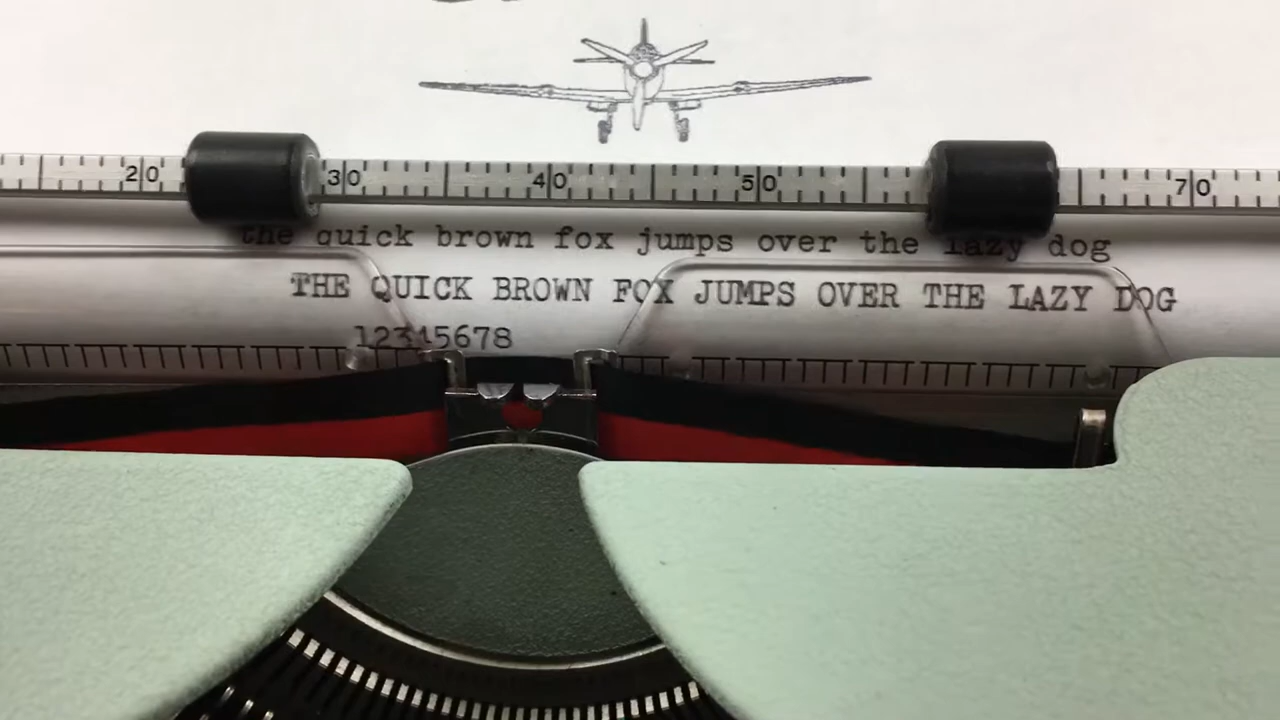 20 30 40 50 70
the quick brown fox jumps over the lazy dog
THE QUICK BROWN FOX JUMPS OVER THE LAZY DOG
12345678